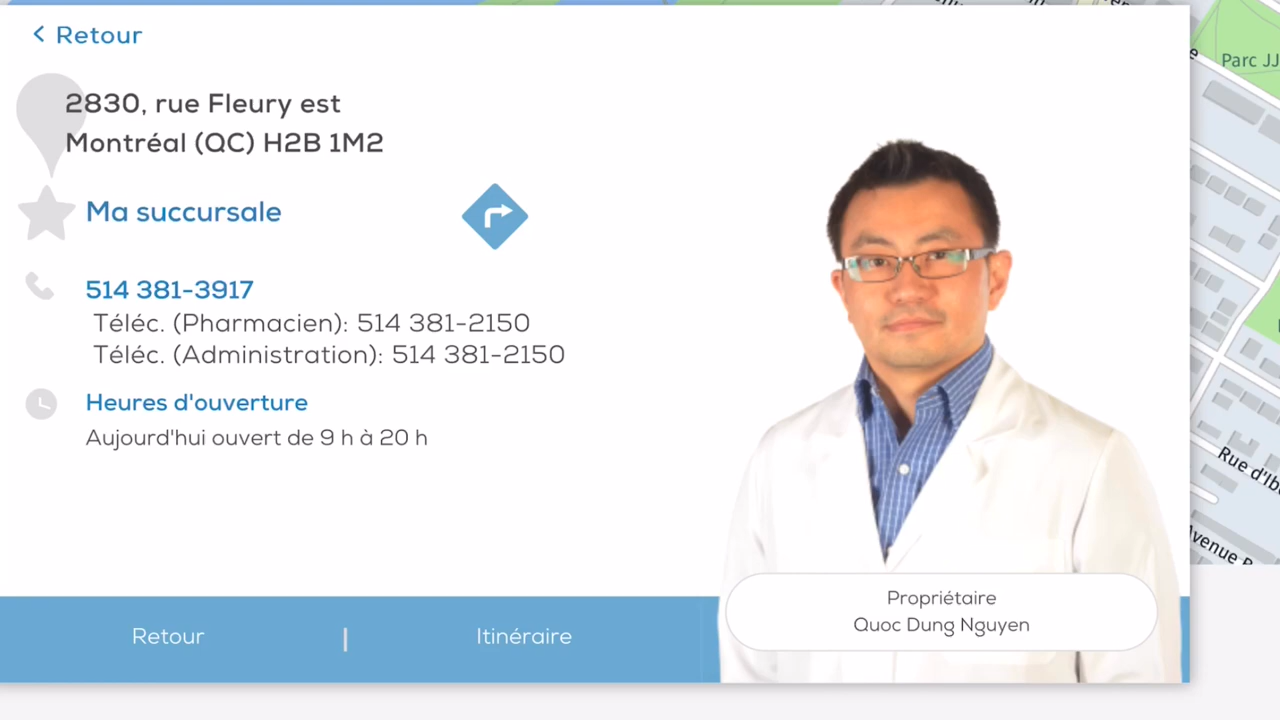 Retour
2830, rue Fleury est
Montréal (QC) H2B 1M2
Ma succursale
514 381-3917
Téléc. (Pharmacien): 514 381-2150
Téléc. (Administration): 514 381-2150
Heures d'ouverture
Aujourd'hui ouvert de 9 h à 20 h
Retour | Itinéraire
Propriétaire
Quoc Dung Nguyen
Parc JJ
Rue d'Ib
Avenue